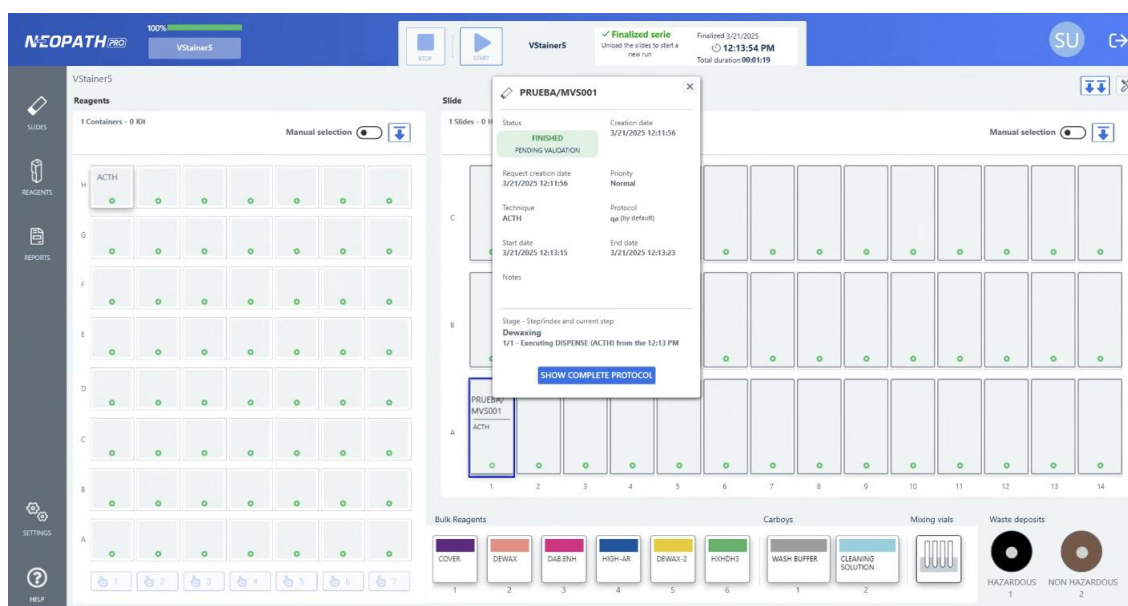 NEOPATH PRO
100%
VStainer5
STOP
START
VStainer5
✓ Finalized serie
Unload the slides to start a
new run
Finalized 3/21/2025
12:13:54 PM
Total duration 00:01:19
SU
SLIDES
REAGENTS
REPORTS
SETTINGS
HELP
VStainer5
Reagents
1 Containers - 0 Kit
Manual selection
H
ACTH
G
F
E
D
C
B
A
1
2
3
4
5
6
7
Slide
1 Slides - 0 H
Manual selection
C
B
A
PRUEBA/
MVS001
ACTH
1
2
3
4
5
6
7
8
9
10
11
12
13
14
PRUEBA/MVS001
Status
FINISHED
PENDING VALIDATION
Creation date
3/21/2025 12:11:56
Request creation date
3/21/2025 12:11:56
Priority
Normal
Technique
ACTH
Protocol
qa (by default)
Start date
3/21/2025 12:13:15
End date
3/21/2025 12:13:23
Notes
Stage - Step/index and current step
Dewaxing
1/1 - Executing DISPENSE (ACTH) from the 12:13 PM
SHOW COMPLETE PROTOCOL
Bulk Reagents
COVER
DEWAX
DAB.ENH
HIGH-AR
DEWAX-2
HXHDH3
1
2
3
4
5
6
Carboys
WASH BUFFER
CLEANING
SOLUTION
1
2
Mixing vials
Waste deposits
HAZARDOUS
1
NON HAZARDOUS
2